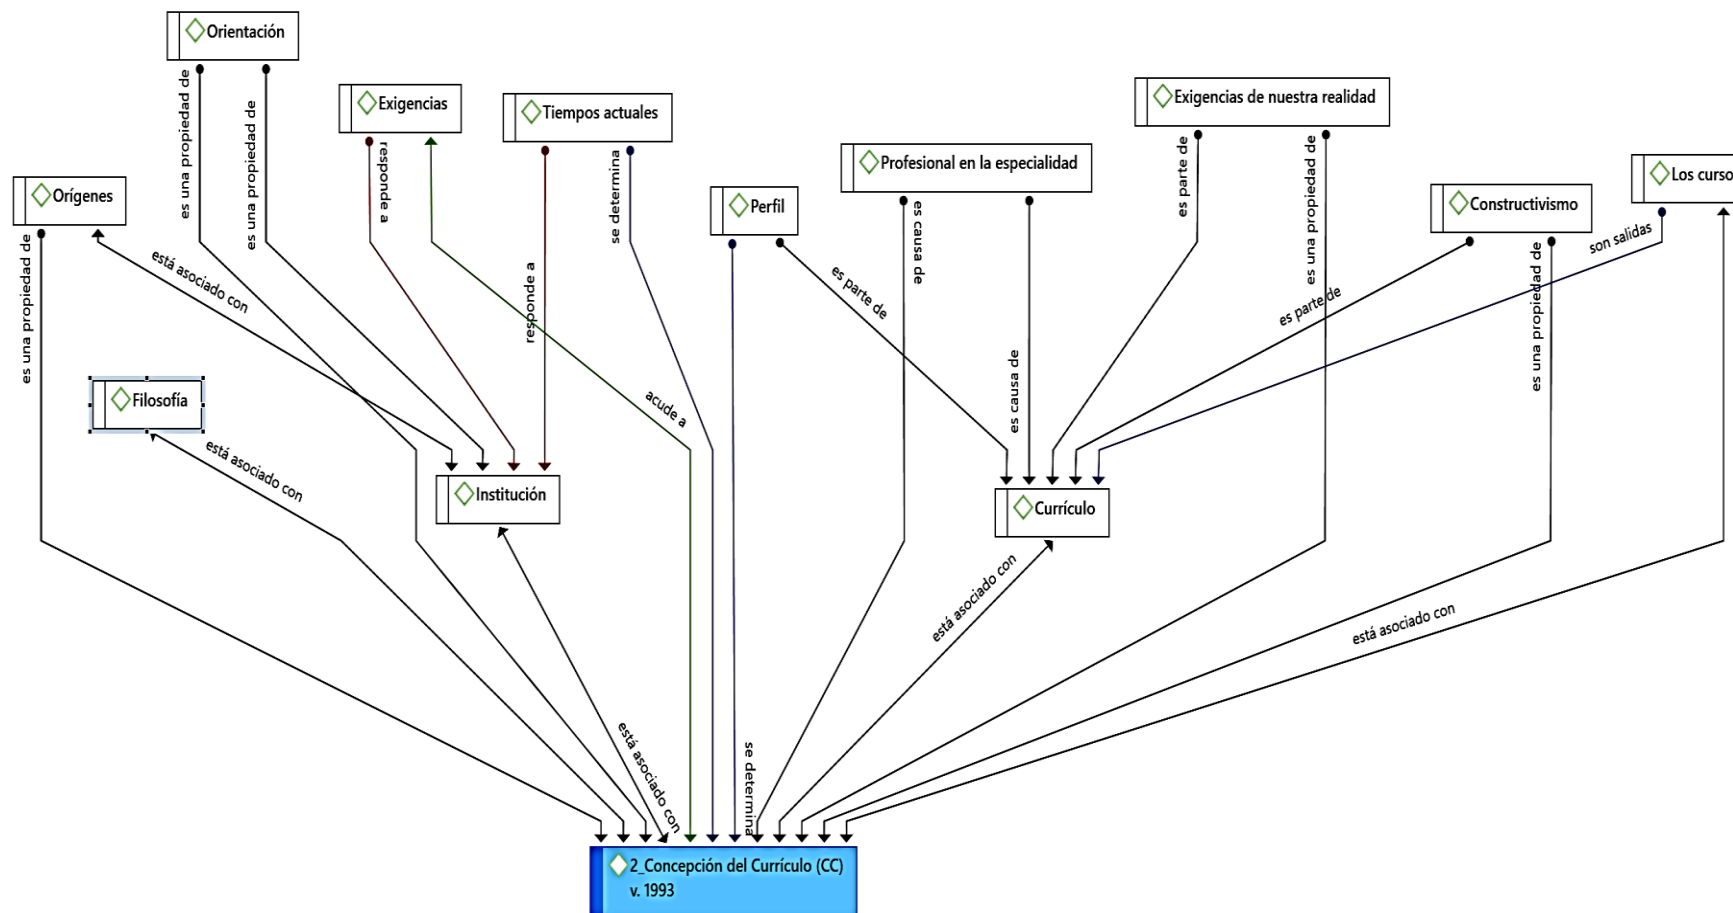 Orientación
Exigencias
Tiempos actuales
Exigencias de nuestra realidad
Profesional en la especialidad
Orígenes
Perfil
Constructivismo
Los curso
es una propiedad de
es una propiedad de
responde a
se determina
es parte de
es una propiedad de
es causa de
son salidas
es una propiedad de
está asociado con
responde a
es parte de
es parte de
es una propiedad de
es causa de
Filosofía
acude a
está asociado con
Institución
Currículo
está asociado con
está asociado con
está asociado con
se determina
2_Concepción del Currículo (CC)
v. 1993